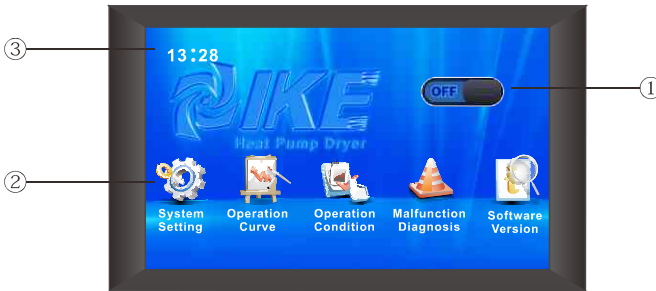 ③
13:28
①
OFF
IKE
Heat Pump Dryer
②
System
Setting
Operation
Curve
Operation
Condition
Malfunction
Diagnosis
Software
Version